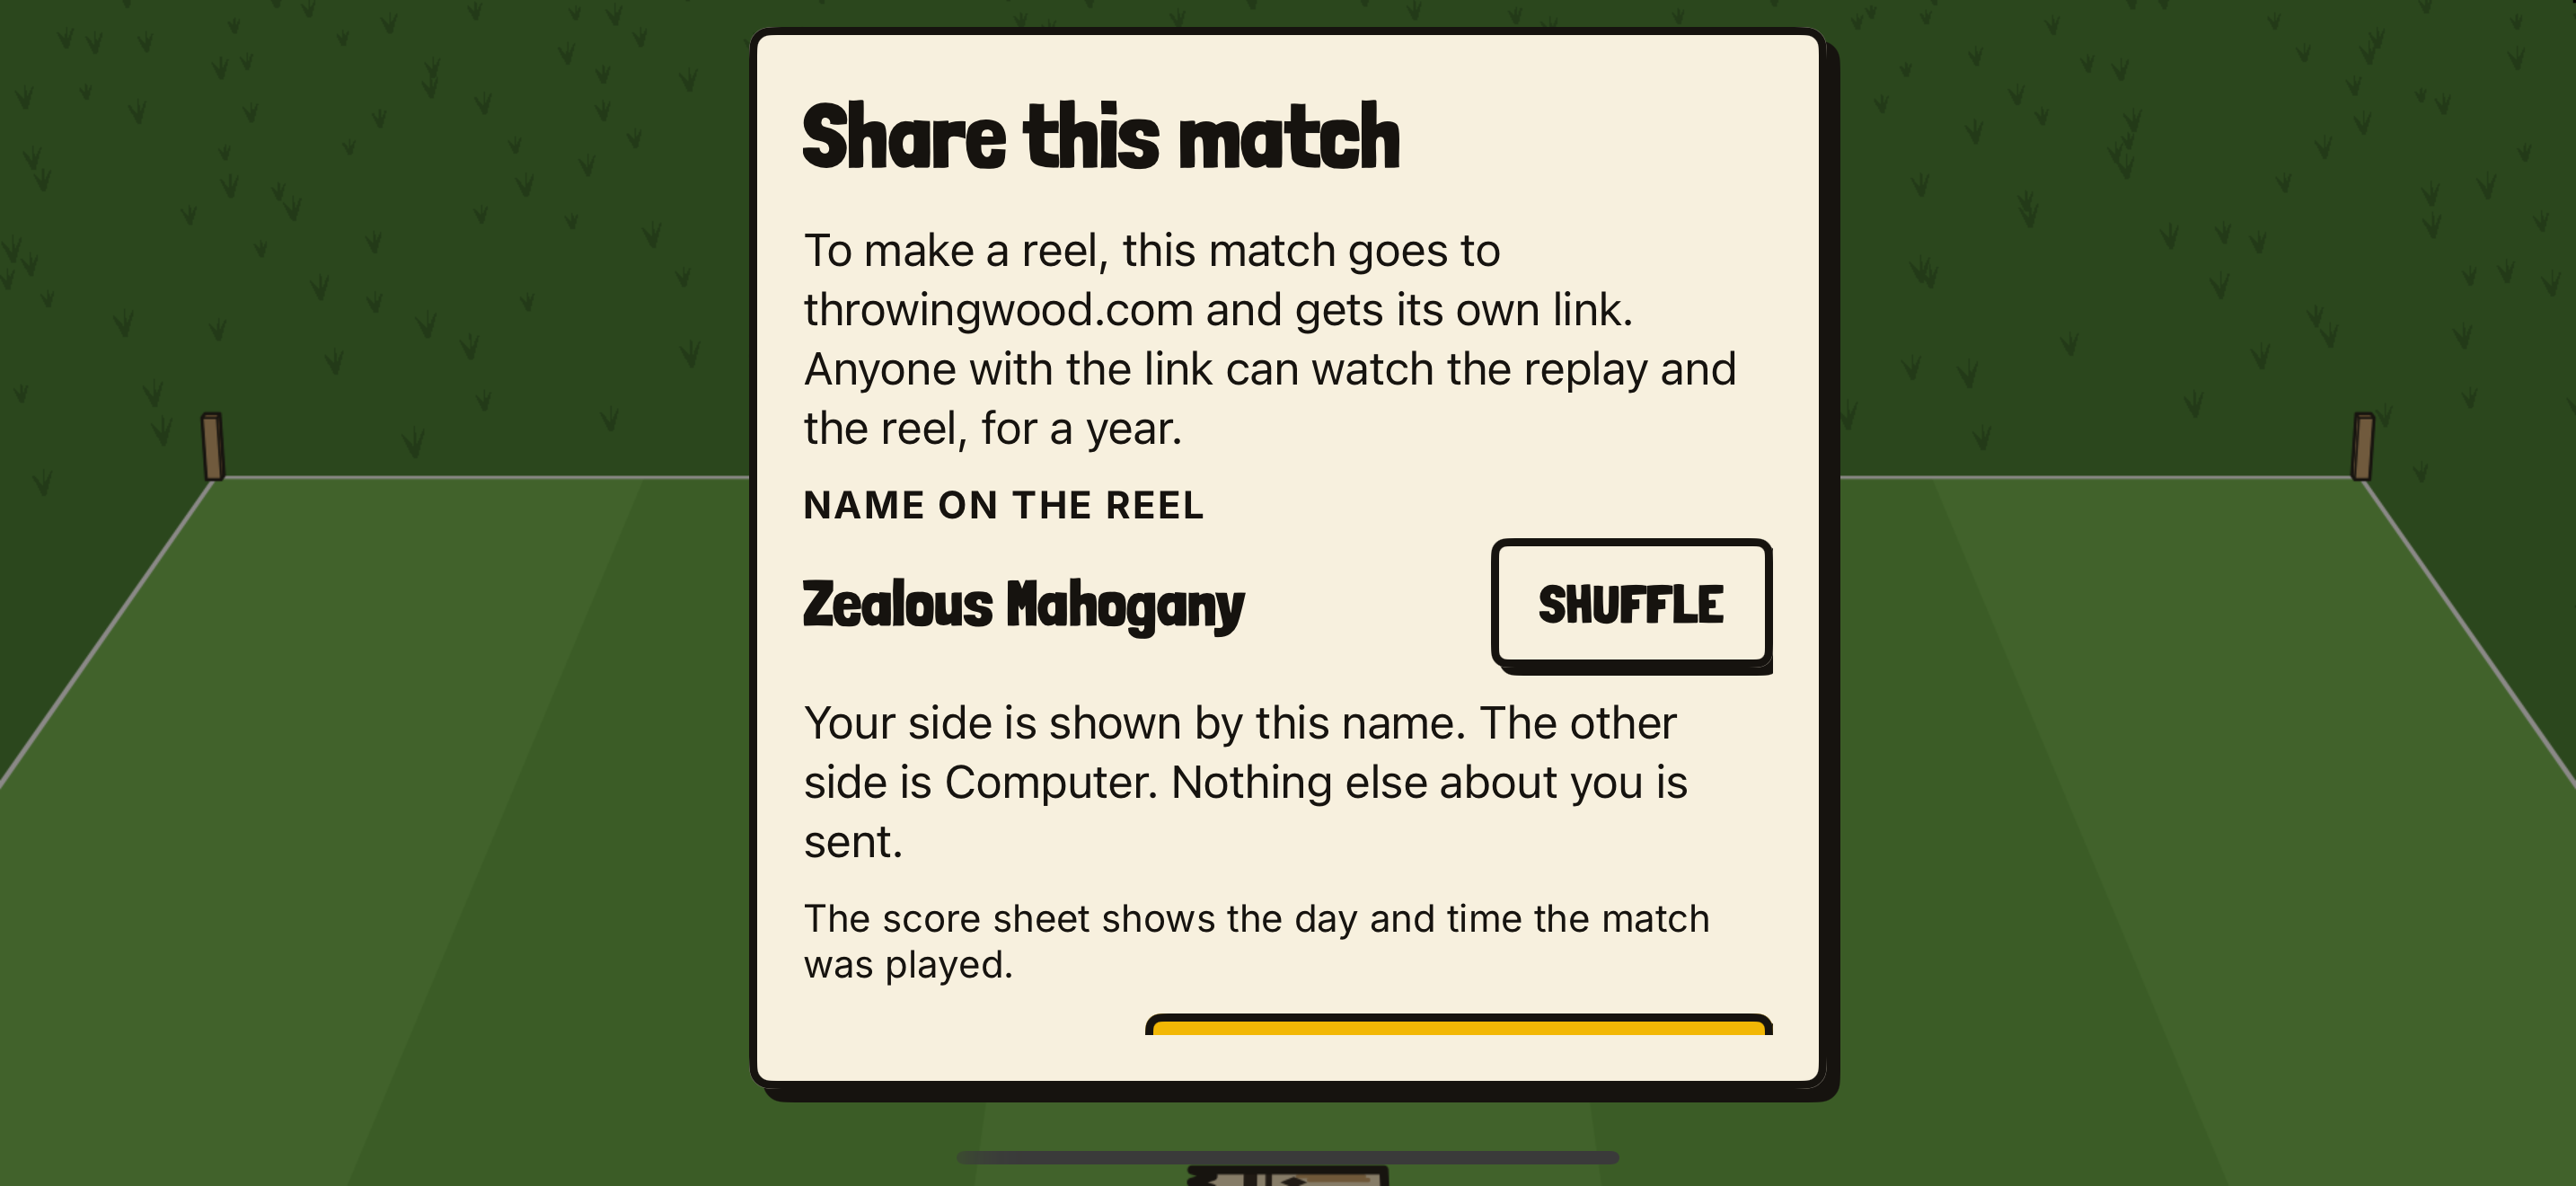 Share this match
To make a reel, this match goes to
throwingwood.com and gets its own link.
Anyone with the link can watch the replay and
the reel, for a year.
NAME ON THE REEL
Zealous Mahogany
SHUFFLE
Your side is shown by this name. The other
side is Computer. Nothing else about you is
sent.
The score sheet shows the day and time the match
was played.